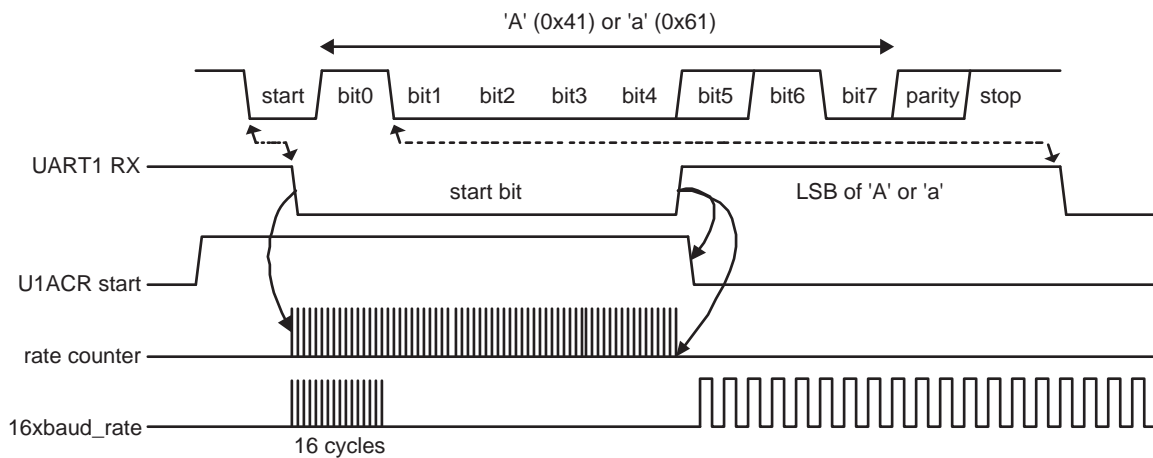 'A' (0x41) or 'a' (0x61)
start bit0 bit1 bit2 bit3 bit4 bit5 bit6 bit7 parity stop
UART1 RX
start bit LSB of 'A' or 'a'
U1ACR start
rate counter
16xbaud_rate
16 cycles